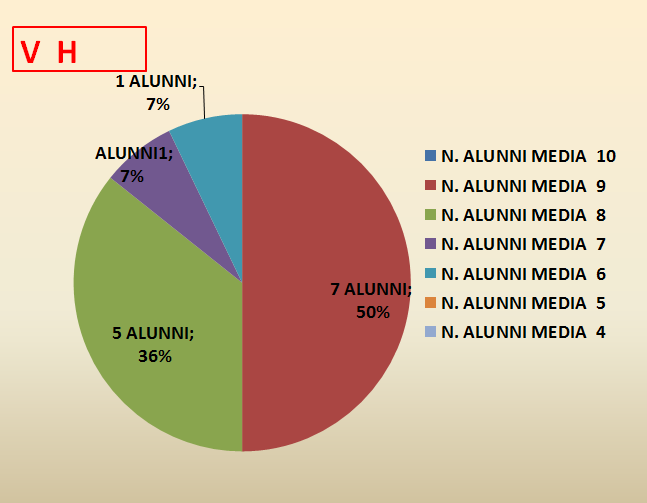 V H
1 ALUNNI;
7%
ALUNNI1;
7%
7 ALUNNI;
50%
5 ALUNNI;
36%
N. ALUNNI MEDIA 10
N. ALUNNI MEDIA 9
N. ALUNNI MEDIA 8
N. ALUNNI MEDIA 7
N. ALUNNI MEDIA 6
N. ALUNNI MEDIA 5
N. ALUNNI MEDIA 4